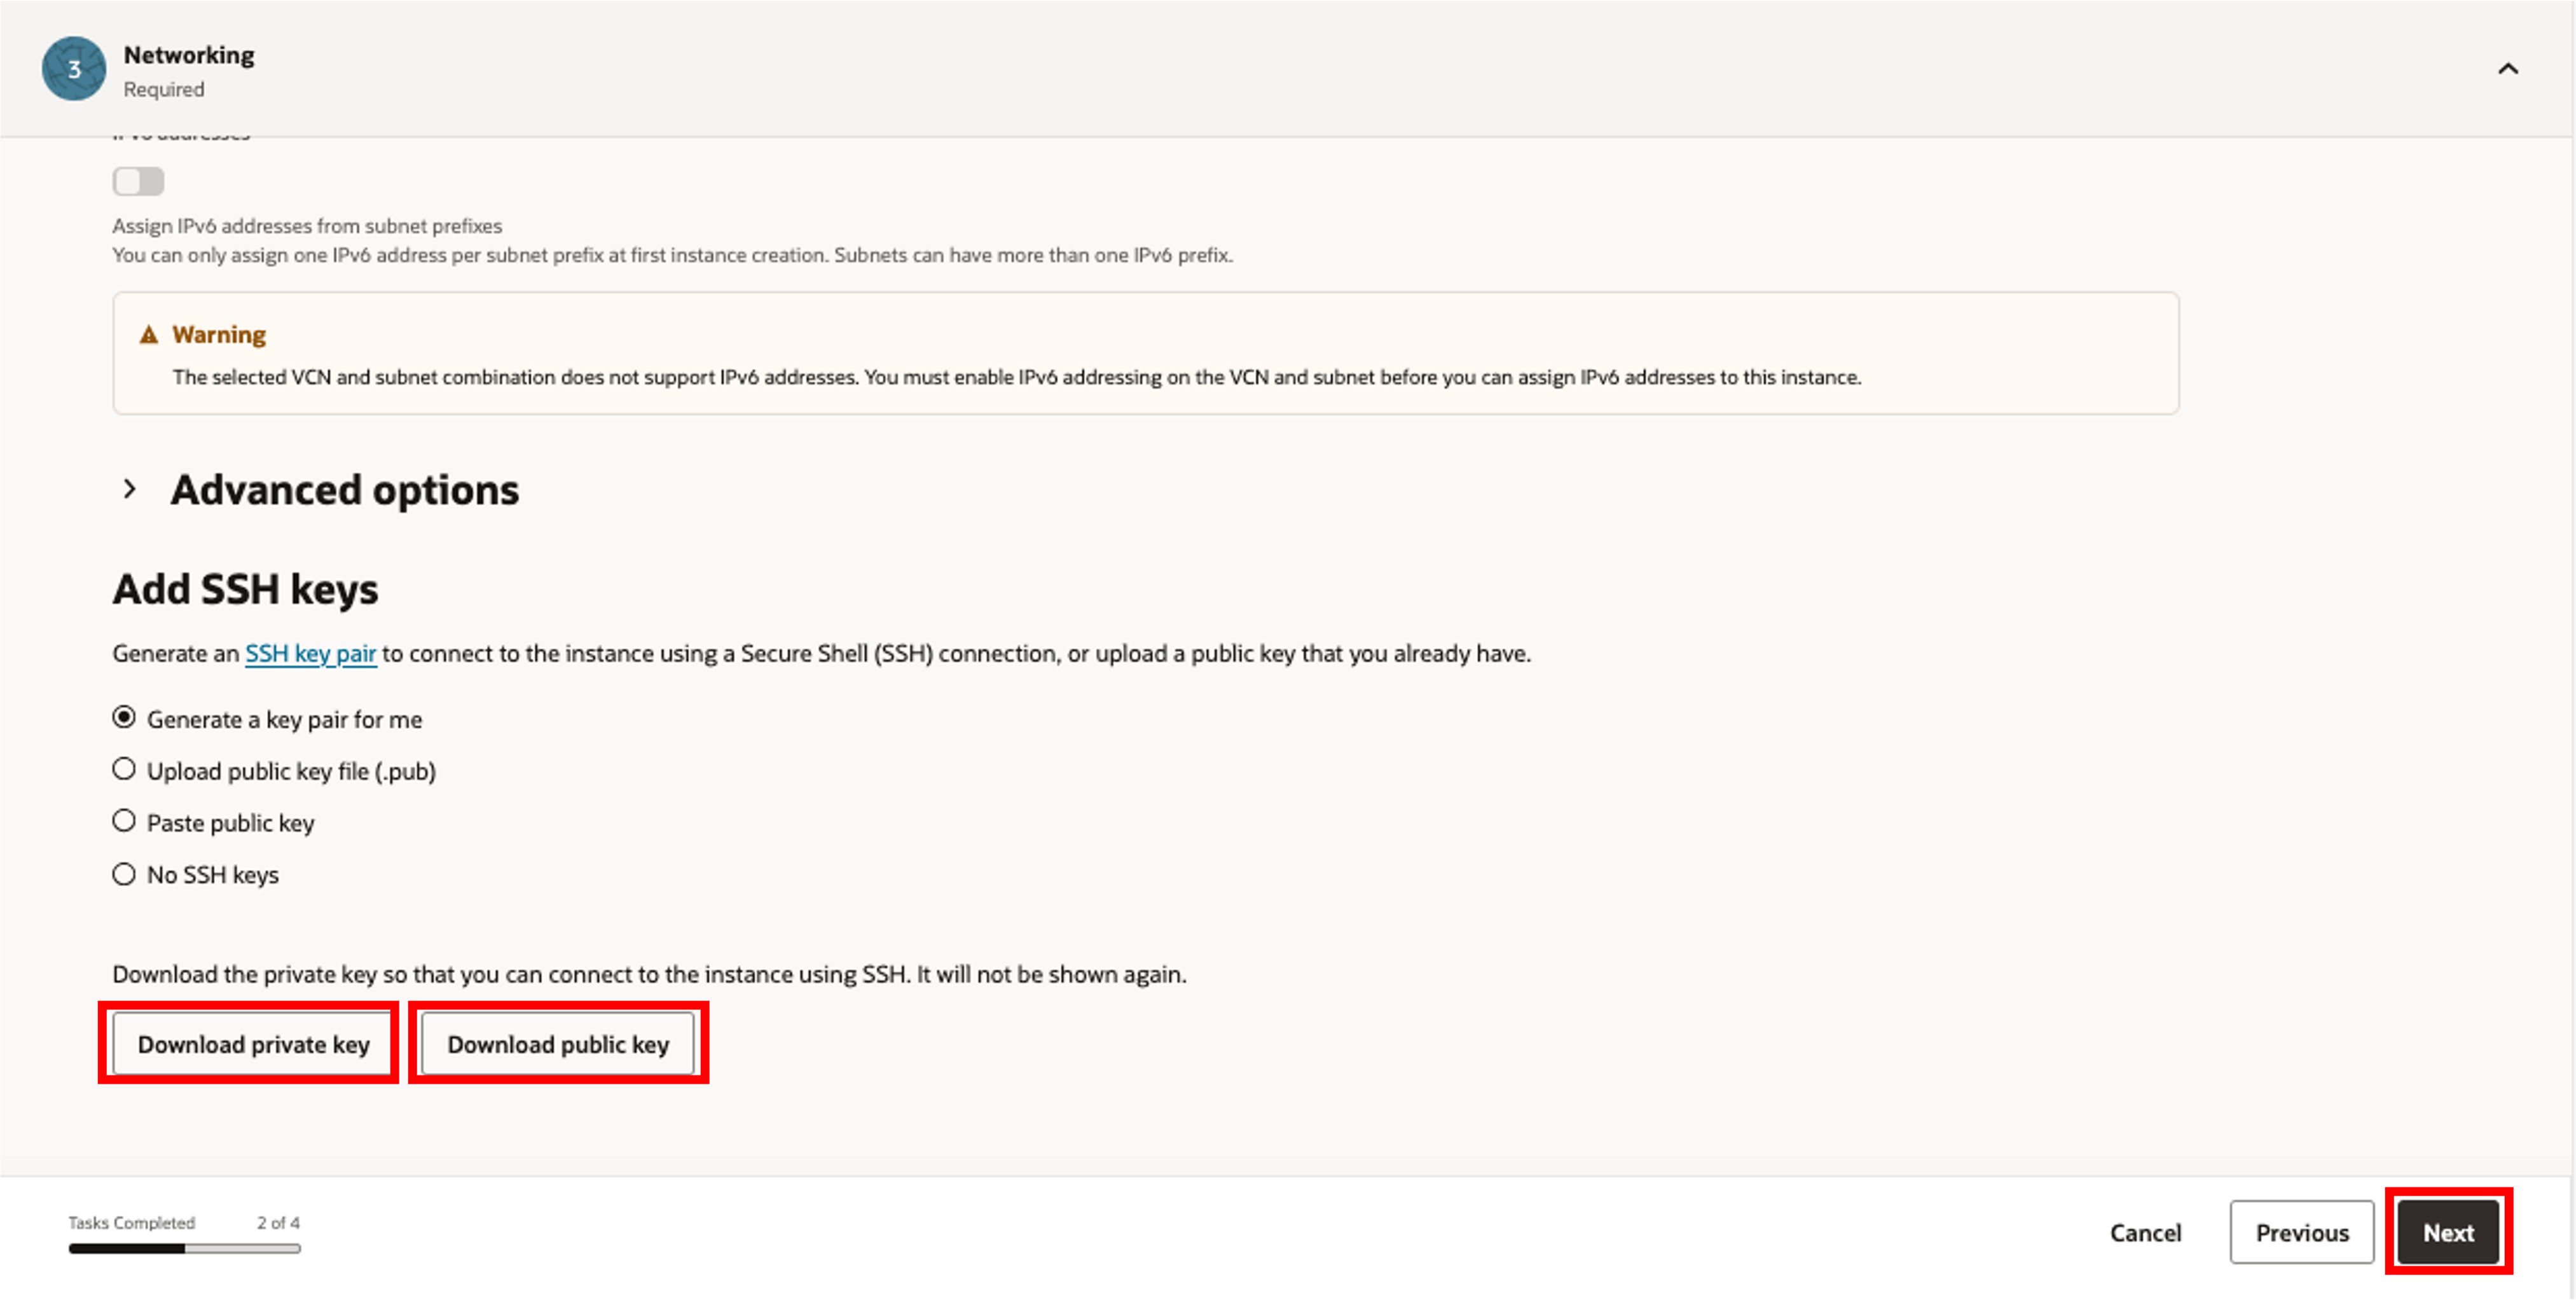 3
Networking
Required
IPv6 addresses
Assign IPv6 addresses from subnet prefixes
You can only assign one IPv6 address per subnet prefix at first instance creation. Subnets can have more than one IPv6 prefix.
Warning
The selected VCN and subnet combination does not support IPv6 addresses. You must enable IPv6 addressing on the VCN and subnet before you can assign IPv6 addresses to this instance.
Advanced options
Add SSH keys
Generate an SSH key pair to connect to the instance using a Secure Shell (SSH) connection, or upload a public key that you already have.
Generate a key pair for me
Upload public key file (.pub)
Paste public key
No SSH keys
Download the private key so that you can connect to the instance using SSH. It will not be shown again.
Download private key Download public key
Tasks Completed 2 of 4
Cancel Previous Next